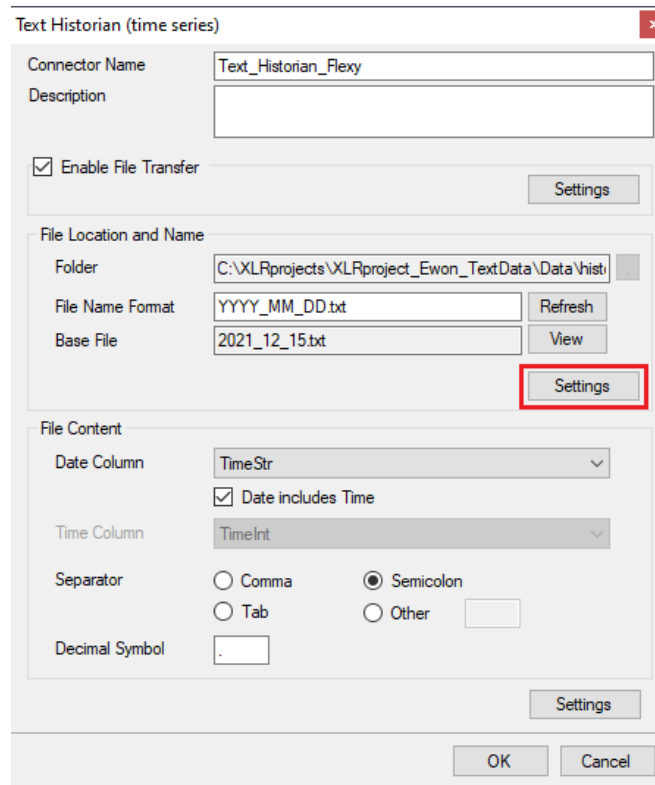 Text Historian (time series)
x
Connector Name Text_Historian_Flexy
Description
Enable File Transfer
Settings
File Location and Name
Folder C:\XLRprojects\XLRproject_Ewon_TextData\Data\hist .
File Name Format YYYY_MM_DD.txt Refresh
Base File 2021_12_15.txt View
Settings
File Content
Date Column TimeStr
Date includes Time
Time Column TimeInt
Separator Comma Semicolon
Tab Other
Decimal Symbol .
Settings
OK Cancel